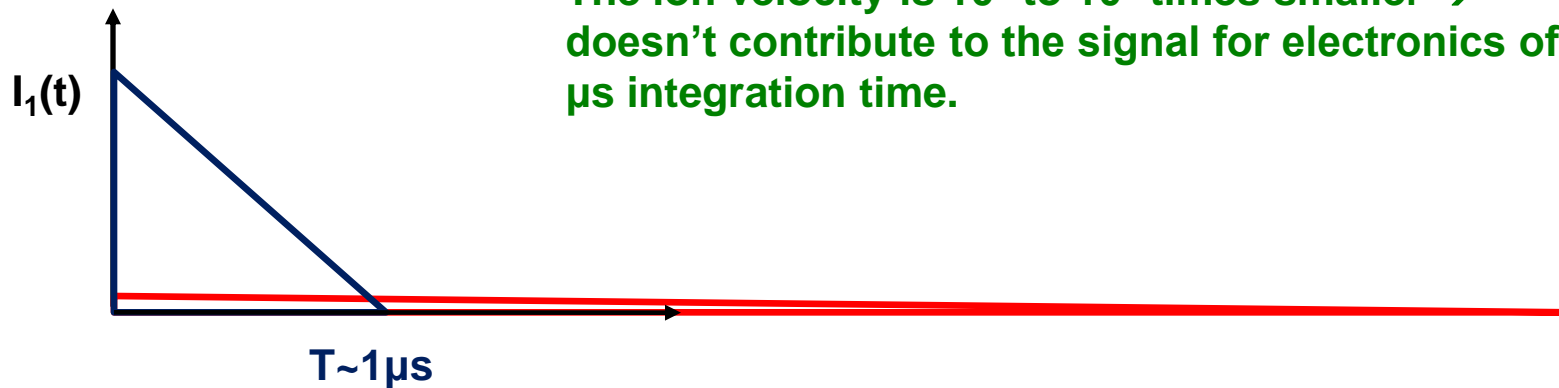 The ion velocity is 10 to 10 times smaller →
doesn’t contribute to the signal for electronics of
µs integration time.
I₁(t)
T~1µs